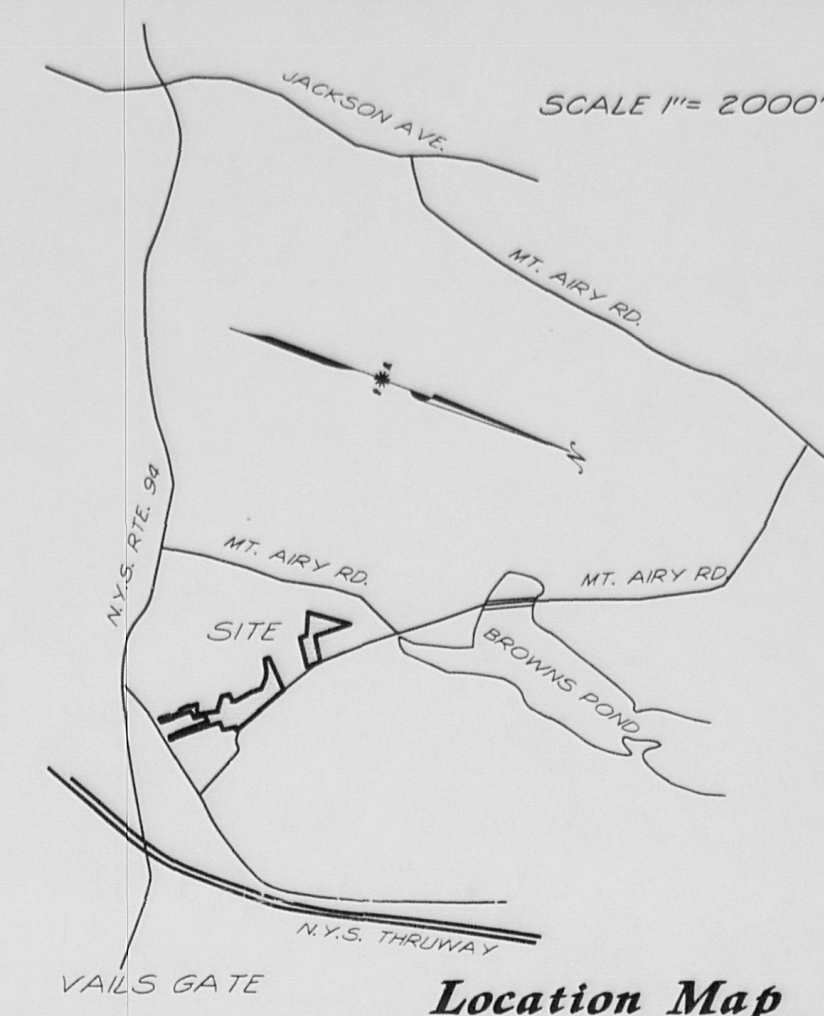 JACKSON AVE.
SCALE 1"= 2000'
MT. AIRY RD.
N
N.Y.S. RTE. 94
MT. AIRY RD.
MT. AIRY RD.
SITE
BROWNS POND
N.Y.S. THRUWAY
VAILS GATE
Location Map